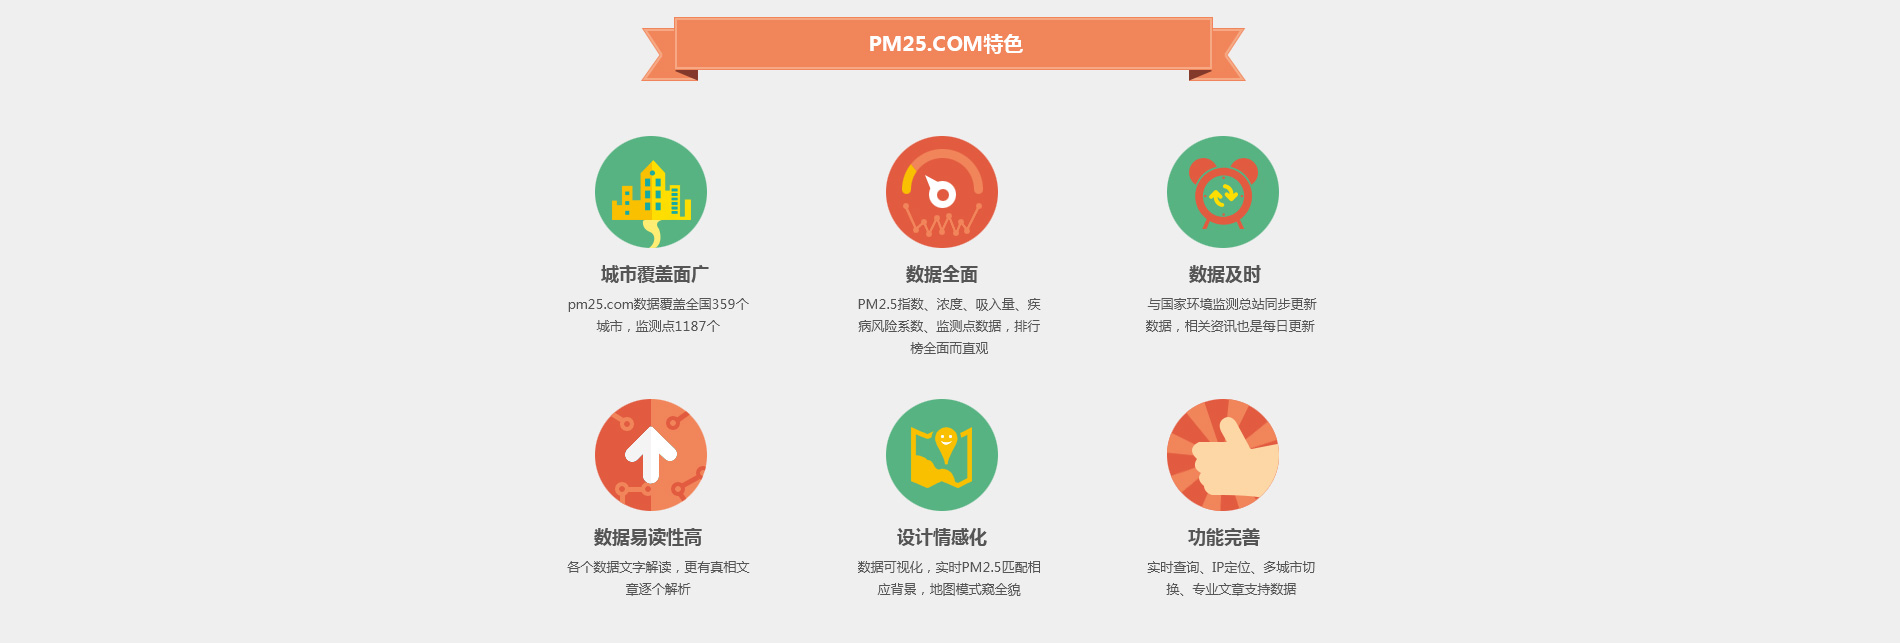 PM25.COM特色
城市覆盖面广
pm25.com数据覆盖全国359个
城市，监测点1187个
数据全面
PM2.5指数、浓度、吸入量、疾
病风险系数、监测点数据，排行
榜全面而直观
数据及时
与国家环境监测总站同步更新
数据，相关资讯也是每日更新
数据易读性高
各个数据文字解读，更有真相文
章逐个解析
设计情感化
数据可视化，实时PM2.5匹配相
应背景，地图模式窥全貌
功能完善
实时查询、IP定位、多城市切
换、专业文章支持数据